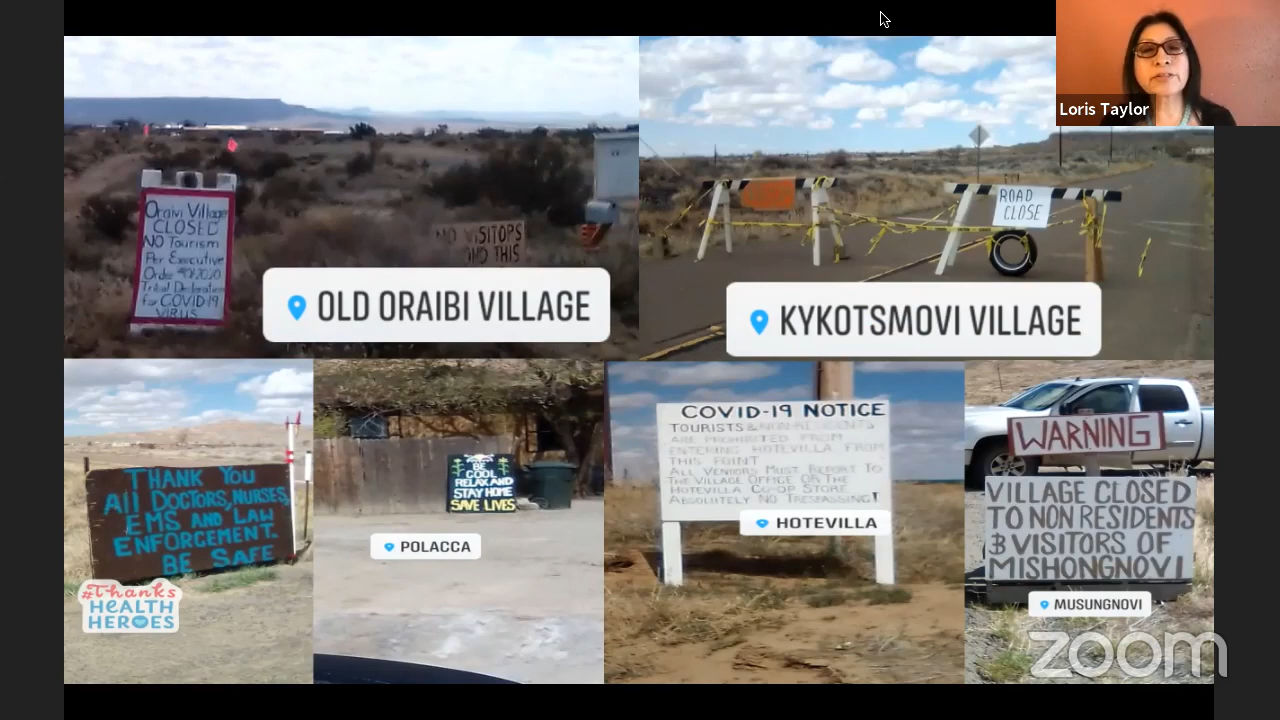 Loris Taylor
Oraibi Village
CLOSED
NO Tourism
Per Executive
Order
Tribal Declaration
for COVID-19
VIRUS
NO VISITORS
THIS
OLD ORAIBI VILLAGE
ROAD
CLOSE
KYKOTSMOVI VILLAGE
THANK YOU
All DOCTORS, NURSES,
EMS AND LAW
ENFORCEMENT.
BE SAFE
#Thanks
HEALTH
HEROES
BE
COOL
RELAX AND
STAY HOME
SAVE LIVES
POLACCA
COVID-19 NOTICE
TOURISTS & NON-RESIDENTS
ARE PROHIBITED FROM
ENTERING HOTEVILLA FROM
THIS POINT
ALL VENDORS MUST REPORT TO
THE VILLAGE OFFICE OR THE
HOTEVILLA CO-OP STORE
ABSOLUTELY NO TRESPASSING!
HOTEVILLA
WARNING
VILLAGE CLOSED
TO NON RESIDENTS
& VISITORS OF
MISHONGNOVI
MUSUNGNOVI
zoom